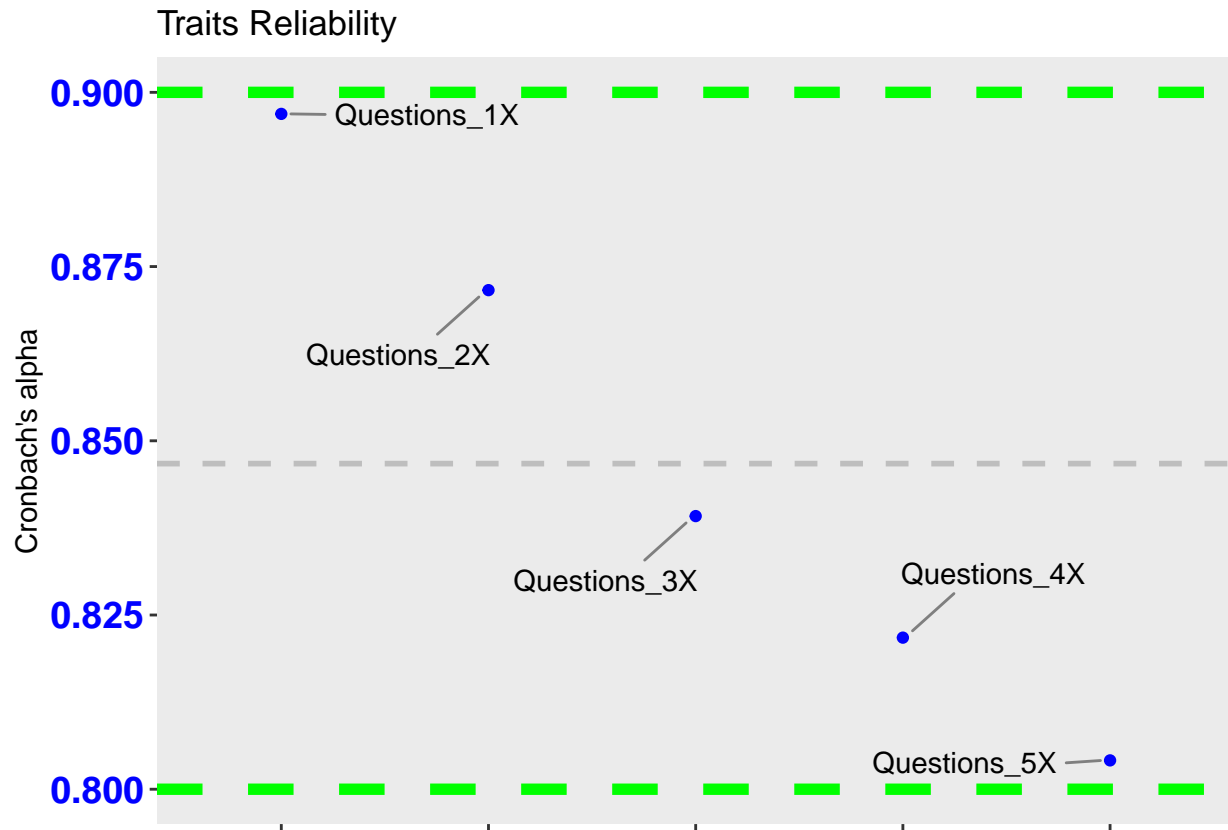 Traits Reliability
Cronbach's alpha
0.900
Questions_1X
0.875
Questions_2X
0.850
Questions_3X
Questions_4X
0.825
Questions_5X
0.800